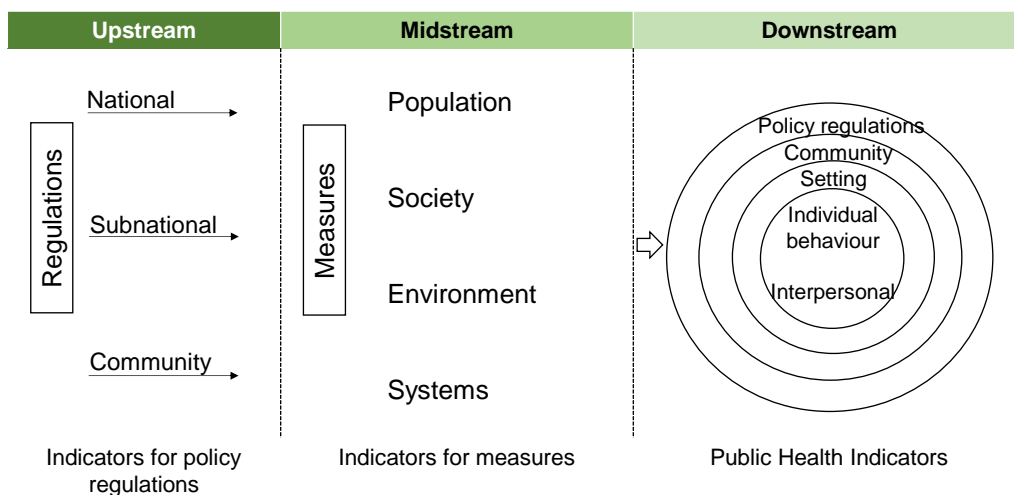 Upstream
Midstream
Downstream
Regulations
National
Subnational
Community
Indicators for policy
regulations
Measures
Population
Society
Environment
Systems
Indicators for measures
Policy regulations
Community
Setting
Individual
behaviour
Interpersonal
Public Health Indicators